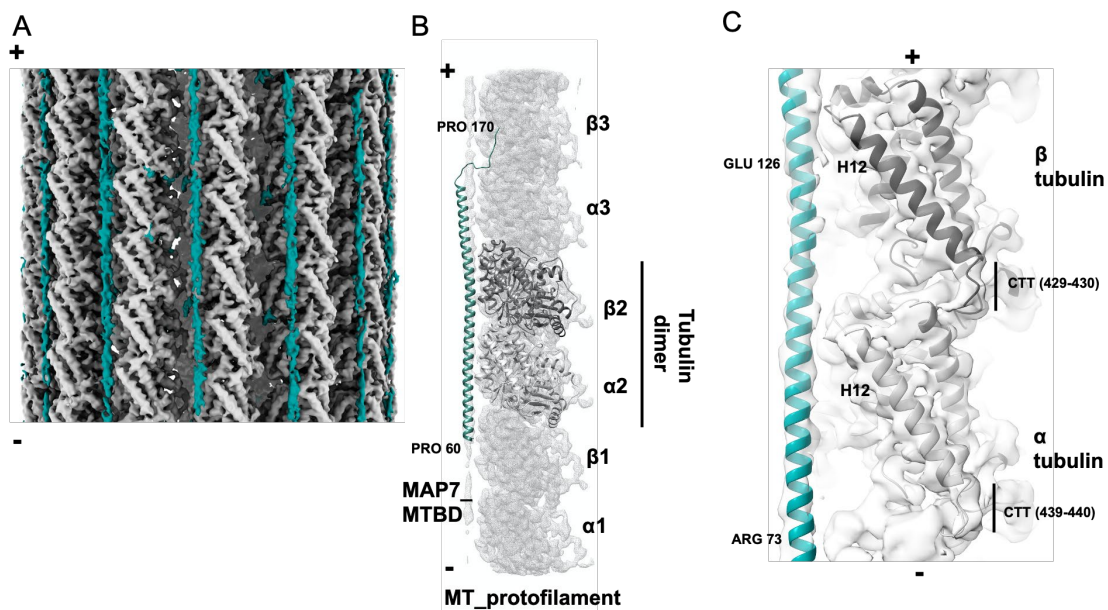 A
+
-
B
+
PRO 170
β3
α3
β2
α2
Tubulin
dimer
PRO 60
β1
MAP7_
MTBD
α1
-
MT_protofilament
C
+
GLU 126
H12
β
tubulin
CTT (429-430)
H12
α
tubulin
CTT (439-440)
ARG 73
-